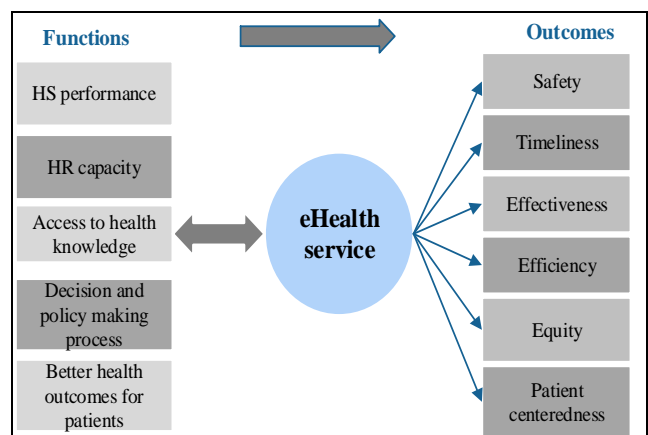 Functions
HS performance
HR capacity
Access to health
knowledge
Decision and
policy making
process
Better health
outcomes for
patients
eHealth
service
Outcomes
Safety
Timeliness
Effectiveness
Efficiency
Equity
Patient
centeredness